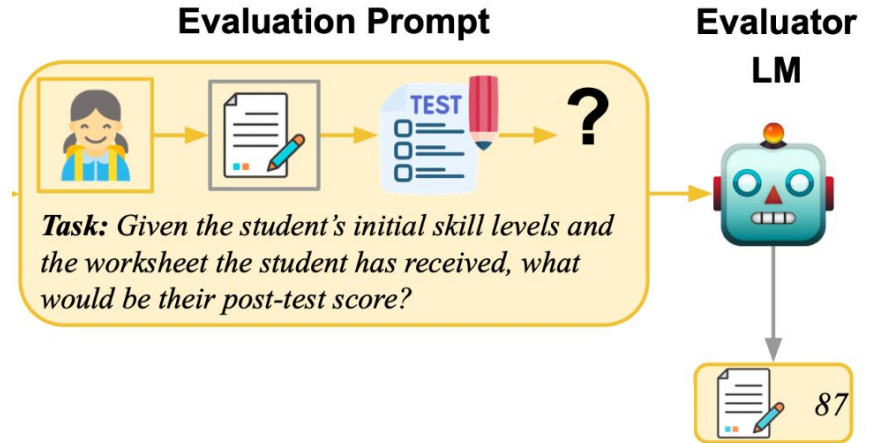 Evaluation Prompt
Evaluator
LM
TEST
?
Task: Given the student's initial skill levels and
the worksheet the student has received, what
would be their post-test score?
87